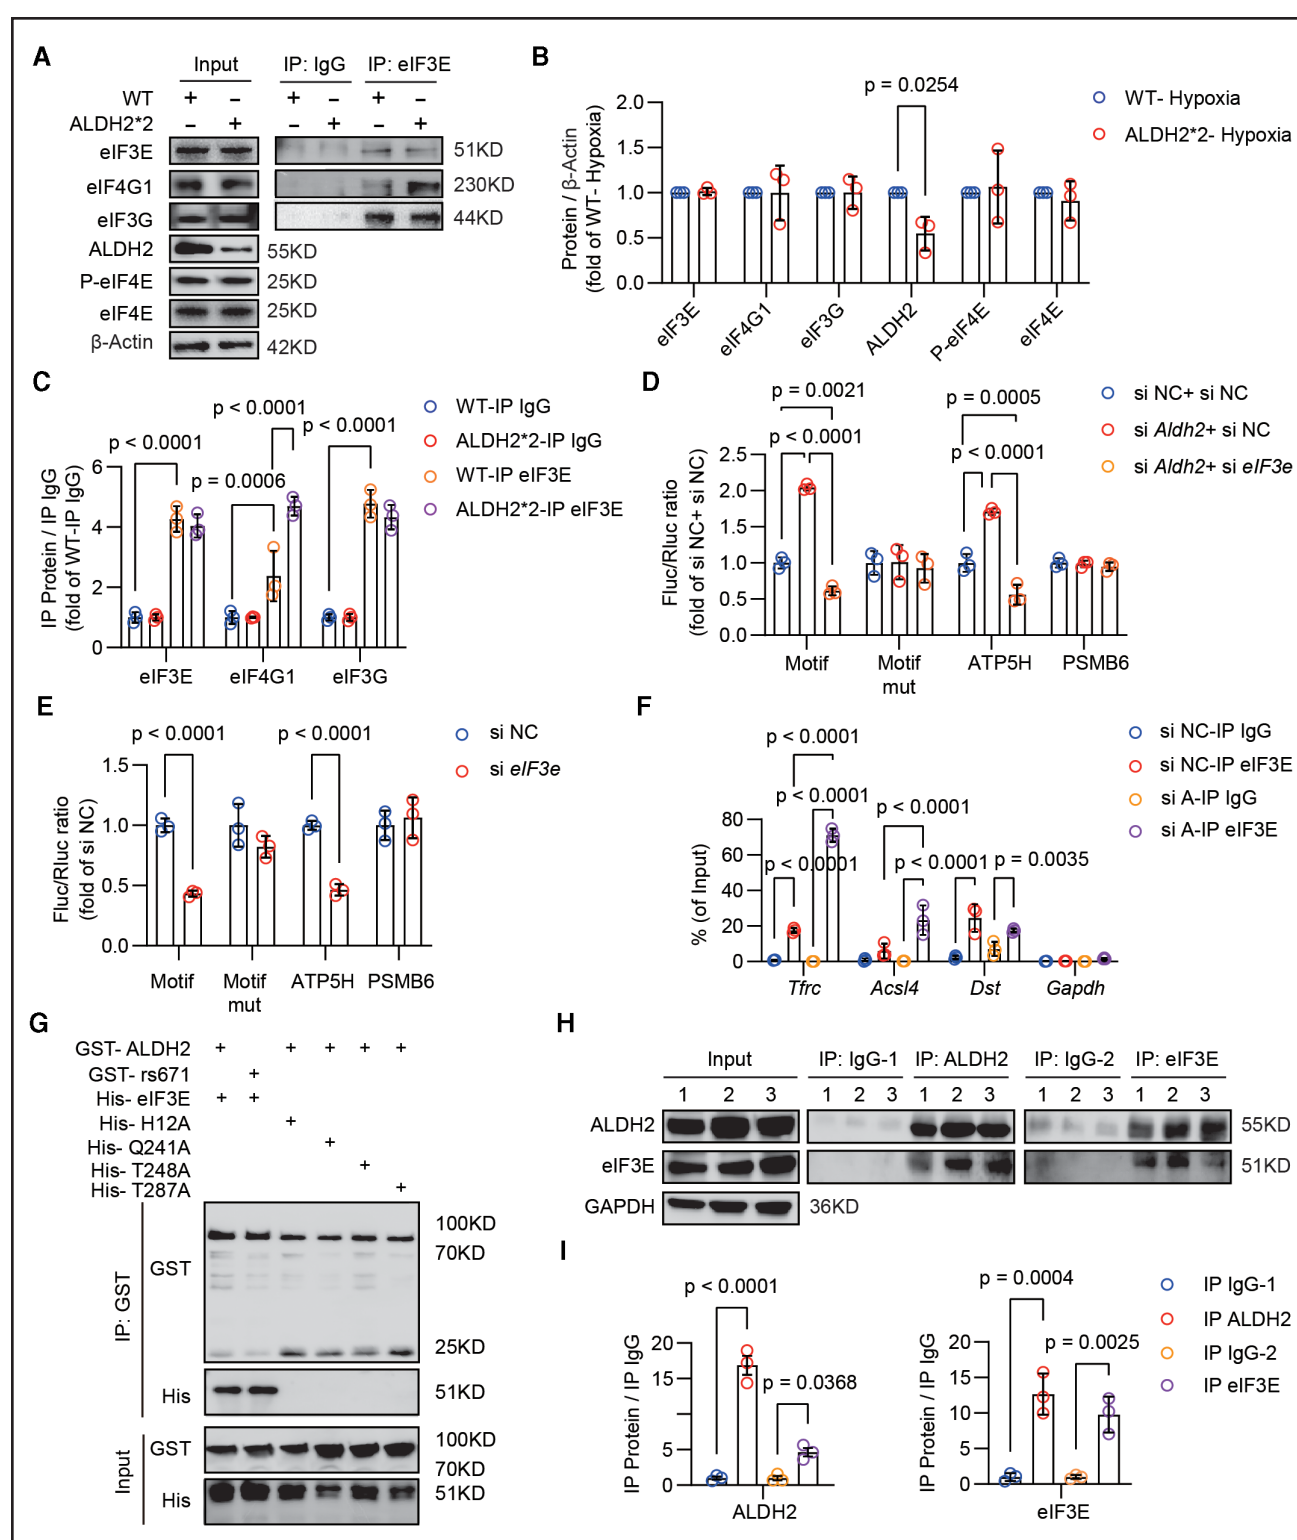 A
Input
IP: IgG
IP: eIF3E
WT + – + – + –
ALDH2*2 – + – + – +
eIF3E 51KD
eIF4G1 230KD
eIF3G 44KD
ALDH2 55KD
P-eIF4E 25KD
eIF4E 25KD
β-Actin 42KD
B
p = 0.0254
WT- Hypoxia
ALDH2*2- Hypoxia
Protein / β-Actin
(fold of WT- Hypoxia)
2.0
1.5
1.0
0.5
0.0
eIF3E eIF4G1 eIF3G ALDH2 P-eIF4E eIF4E
C
p < 0.0001
p < 0.0001
p < 0.0001
p = 0.0006
WT-IP IgG
ALDH2*2-IP IgG
WT-IP eIF3E
ALDH2*2-IP eIF3E
IP Protein / IP IgG
(fold of WT-IP IgG)
6
4
2
0
eIF3E eIF4G1 eIF3G
D
p = 0.0021
p = 0.0005
p < 0.0001
p < 0.0001
si NC+ si NC
si Aldh2+ si NC
si Aldh2+ si eIF3e
Fluc/Rluc ratio
(fold of si NC+ si NC)
2.5
2.0
1.5
1.0
0.5
0.0
Motif
Motif
mut
ATP5H
PSMB6
E
p < 0.0001
p < 0.0001
si NC
si eIF3e
Fluc/Rluc ratio
(fold of si NC)
1.5
1.0
0.5
0.0
Motif
Motif
mut
ATP5H
PSMB6
F
p < 0.0001
p < 0.0001
p < 0.0001
p < 0.0001
p < 0.0001
p = 0.0035
si NC-IP IgG
si NC-IP eIF3E
si A-IP IgG
si A-IP eIF3E
% (of Input)
80
60
40
20
0
Tfrc Acsl4 Dst Gapdh
G
GST- ALDH2 + + + + +
GST- rs671 +
His- eIF3E + +
His- H12A +
His- Q241A +
His- T248A +
His- T287A +
IP: GST
GST
100KD
70KD
25KD
His 51KD
Input
GST
100KD
70KD
His 51KD
H
Input
IP: IgG-1
IP: ALDH2
IP: IgG-2
IP: eIF3E
1 2 3 1 2 3 1 2 3 1 2 3 1 2 3
ALDH2 55KD
eIF3E 51KD
GAPDH 36KD
I
p < 0.0001
p = 0.0368
IP Protein / IP IgG
20
15
10
5
0
ALDH2
p = 0.0004
p = 0.0025
IP Protein / IP IgG
20
15
10
5
0
eIF3E
IP IgG-1
IP ALDH2
IP IgG-2
IP eIF3E